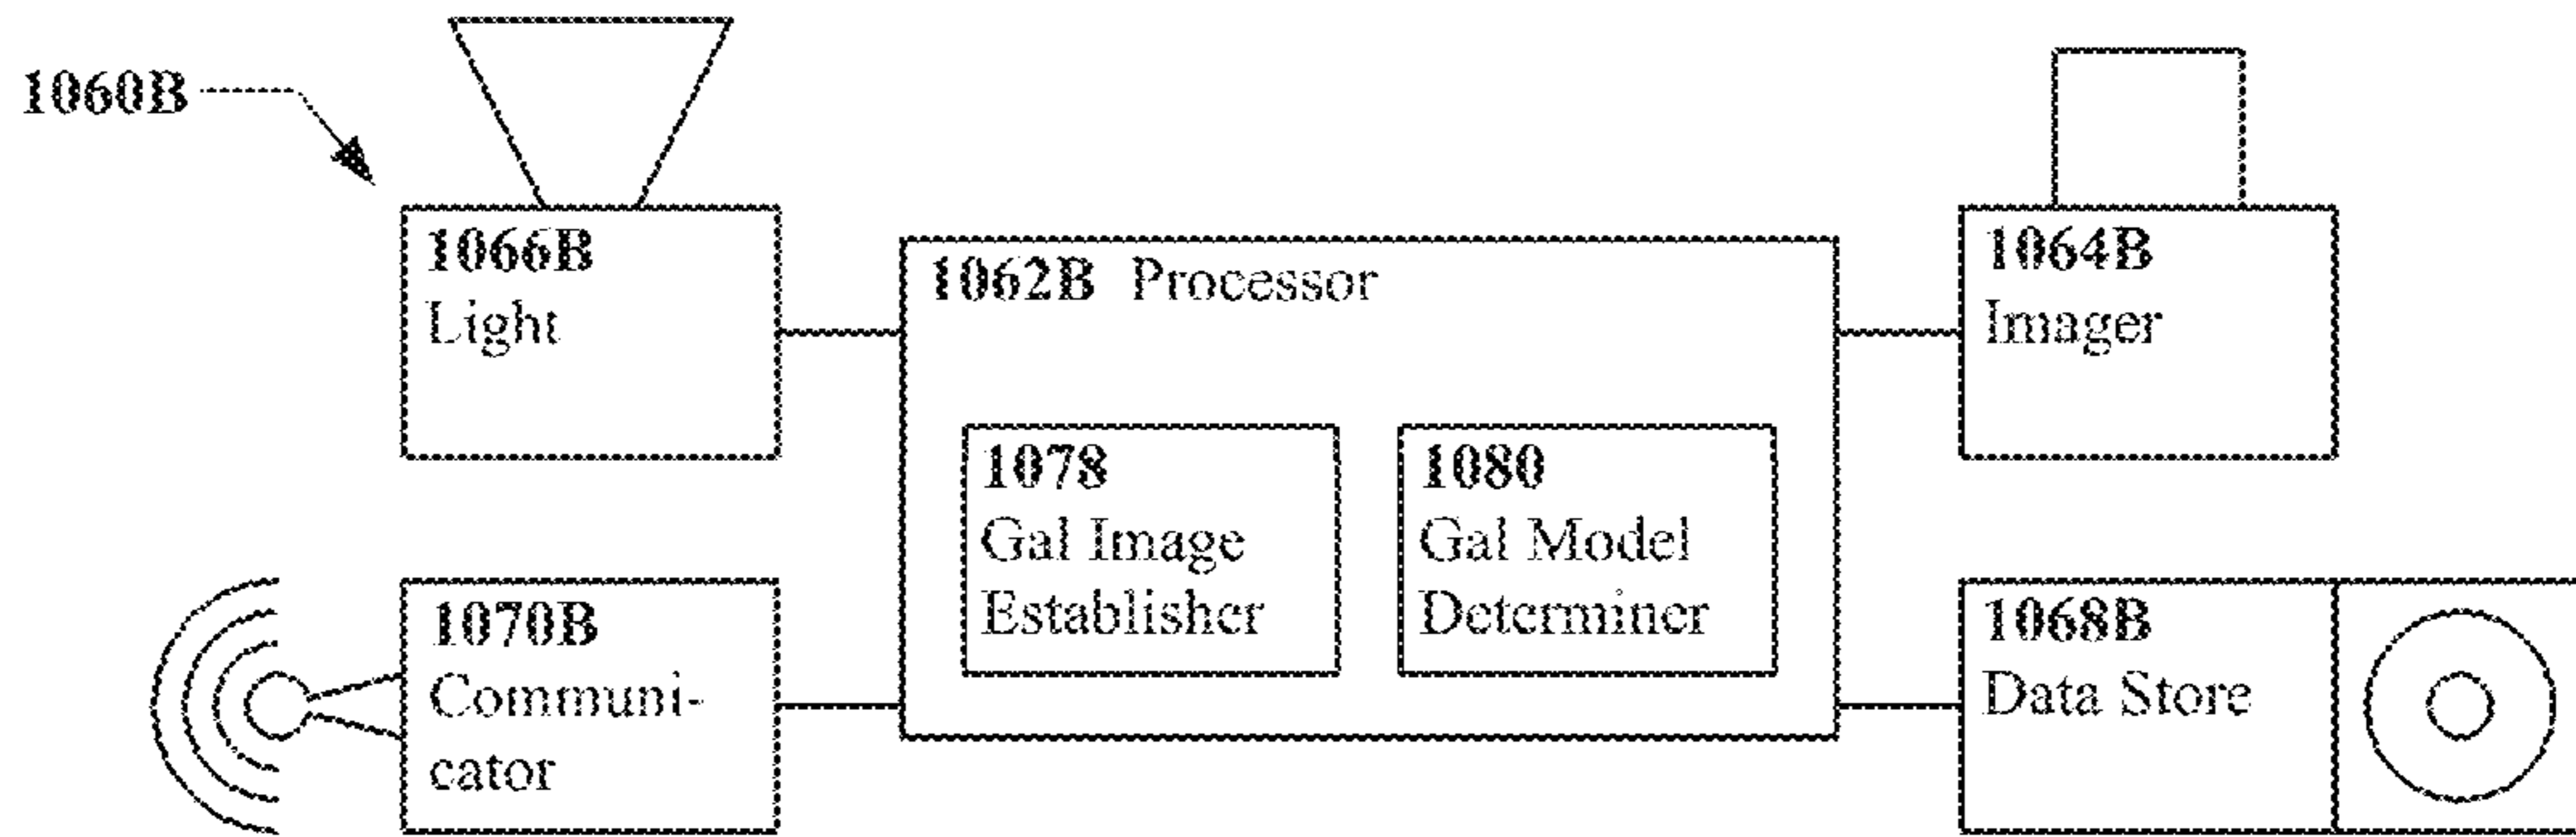 1060B
1066B
Light
1062B Processor
1064B
Imager
1078
Gal Image
Establisher
1080
Gal Model
Determiner
1070B
Communi-
cator
1068B
Data Store